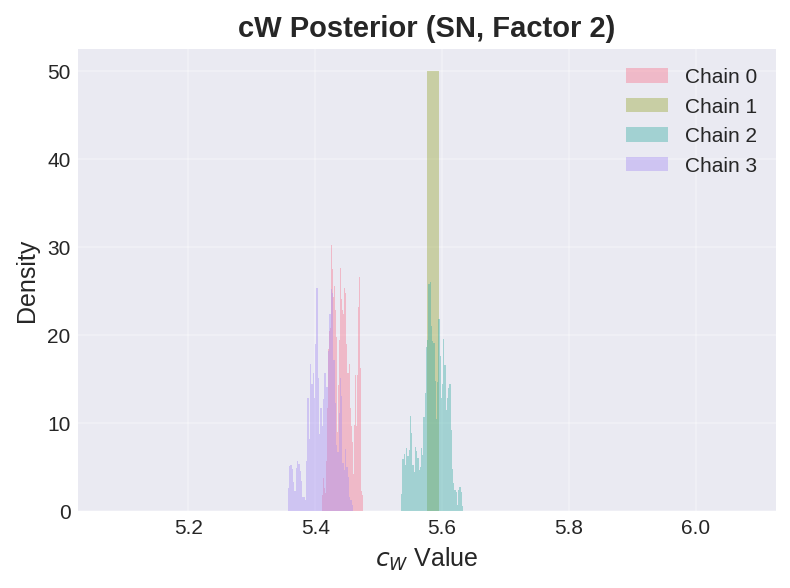 cW Posterior (SN, Factor 2)
Chain 0
Chain 1
Chain 2
Chain 3
50
40
30
20
10
0
Density
5.2 5.4 5.6 5.8 6.0
c_W Value